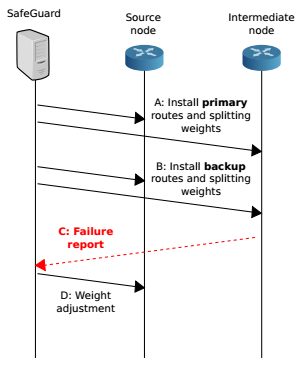 SafeGuard
Source
node
Intermediate
node
A: Install primary
routes and splitting
weights
B: Install backup
routes and splitting
weights
C: Failure
report
D: Weight
adjustment